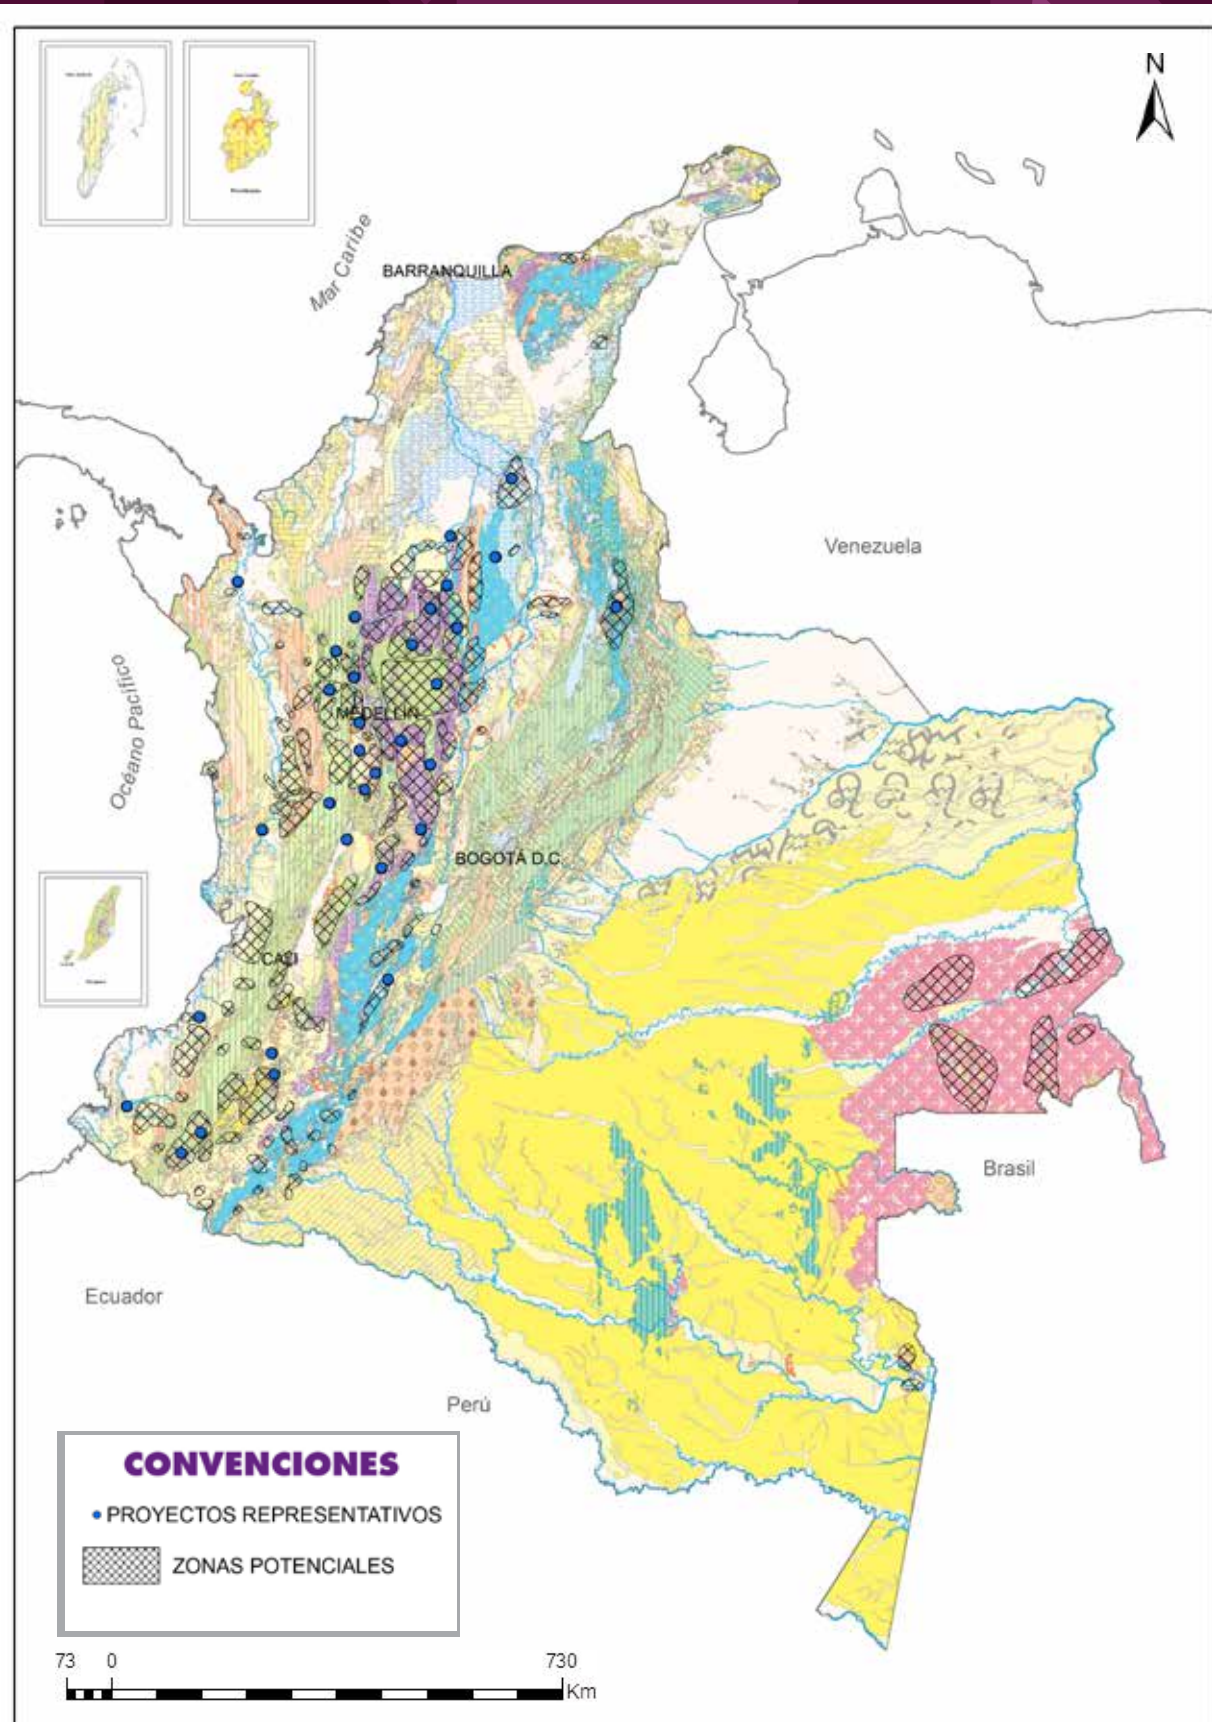 N
Mar Caribe
BARRANQUILLA
Venezuela
Océano Pacífico
MEDELLIN
BOGOTÁ D.C.
CALI
Brasil
Ecuador
Perú
CONVENCIONES
PROYECTOS REPRESENTATIVOS
ZONAS POTENCIALES
73 0 730
Km